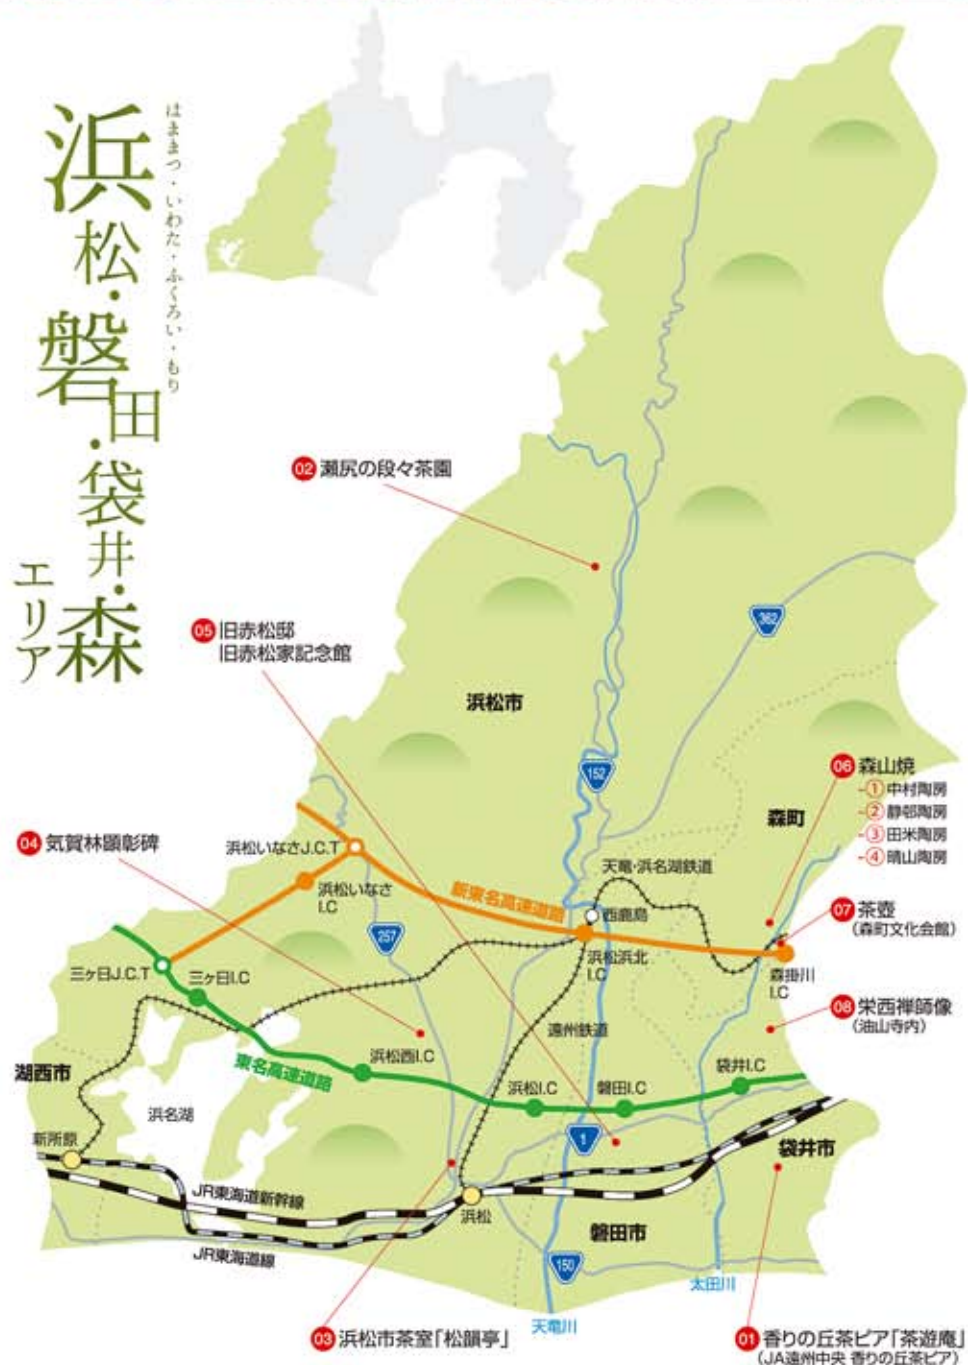 浜松・磐田・袋井・森
エリア
はままつ・いわた・ふくろい・もり
02 瀬尻の段々茶園
05 旧赤松邸
旧赤松家記念館
362
浜松市
152
06 森山焼
-① 中村陶房
-② 静邨陶房
-③ 田米陶房
-④ 晴山陶房
森町
04 気賀林顕彰碑
浜松いなさJ.C.T
天竜・浜名湖鉄道
浜松いなさ
I.C
新東名高速道路
西鹿島
07 茶壺
(森町文化会館)
257
浜松浜北
I.C
森掛川
I.C
三ヶ日J.C.T
三ヶ日I.C
08 栄西禅師像
(油山寺内)
遠州鉄道
浜松西I.C
東名高速道路
袋井I.C
湖西市
浜松I.C
磐田I.C
浜名湖
1
新所原
袋井市
JR東海道新幹線
浜松
磐田市
JR東海道線
150
太田川
天竜川
03 浜松市茶室「松韻亭」
01 香りの丘茶ピア「茶遊庵」
(JA遠州中央 香りの丘茶ピア)